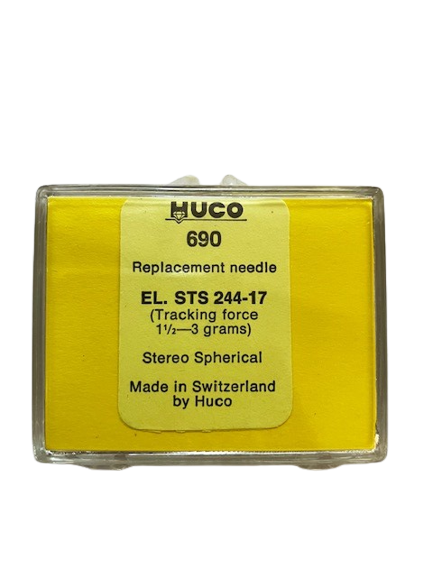 HUCO
690
Replacement needle
EL. STS 244-17
(Tracking force
1½—3 grams)
Stereo Spherical
Made in Switzerland
by Huco